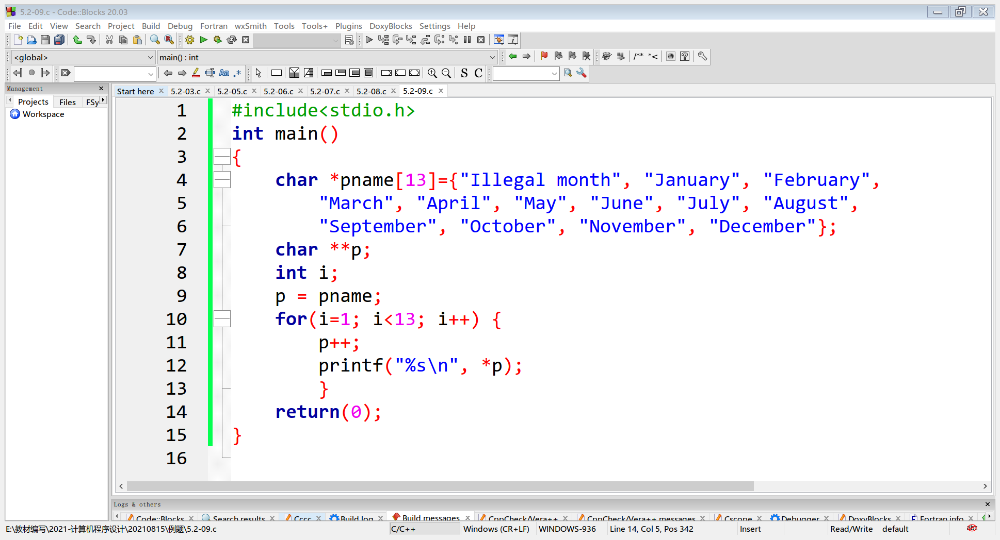 5.2-09.c - Code::Blocks 20.03
File Edit View Search Project Build Debug Fortran wxSmith Tools Tools+ Plugins DoxyBlocks Settings Help
<global> main() : int /** *<
Aa .* S C
Management
Projects Files FSy
Workspace
Start here 5.2-03.c 5.2-05.c 5.2-06.c 5.2-07.c 5.2-08.c 5.2-09.c
1 #include<stdio.h>
2 int main()
3 {
4 char *pname[13]={"Illegal month", "January", "February",
5 "March", "April", "May", "June", "July", "August",
6 "September", "October", "November", "December"};
7 char **p;
8 int i;
9 p = pname;
10 for(i=1; i<13; i++) {
11 p++;
12 printf("%s\n", *p);
13 }
14 return(0);
15 }
16
Logs & others
Code::Blocks Search results Cccc Build log Build messages CppCheck/Vera++ CppCheck/Vera++ messages Cscope Debugger DoxyBlocks Fortran info
E:\教材编写\2021-计算机程序设计\20210815\例题\5.2-09.c C/C++ Windows (CR+LF) WINDOWS-936 Line 14, Col 5, Pos 342 Insert Read/Write default abc